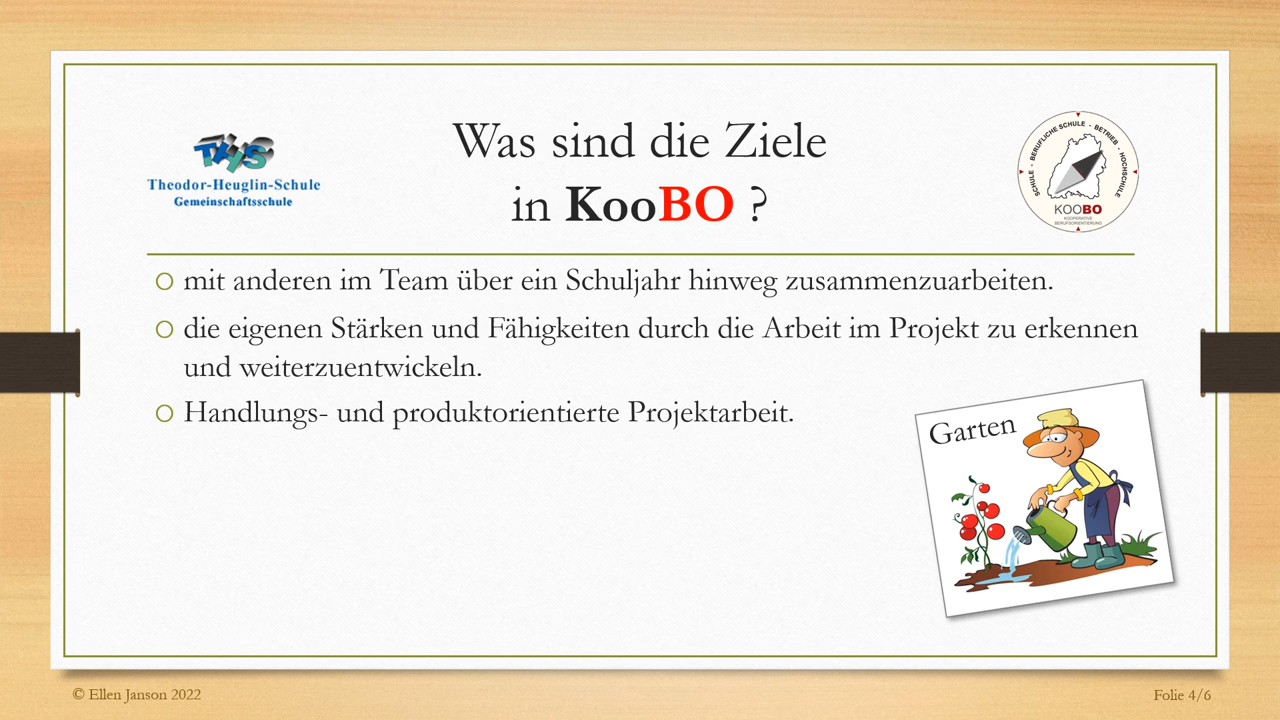 Was sind die Ziele
in KooBO ?
THS
Theodor-Heuglin-Schule
Gemeinschaftsschule
SCHULE - BERUFLICHE SCHULE - BETRIEB - HOCHSCHULE
KOOBO
KOOPERATIVE
BERUFSORIENTIERUNG
O mit anderen im Team über ein Schuljahr hinweg zusammenzuarbeiten.
O die eigenen Stärken und Fähigkeiten durch die Arbeit im Projekt zu erkennen
und weiterzuentwickeln.
O Handlungs- und produktorientierte Projektarbeit.
Garten
© Ellen Janson 2022
Folie 4/6